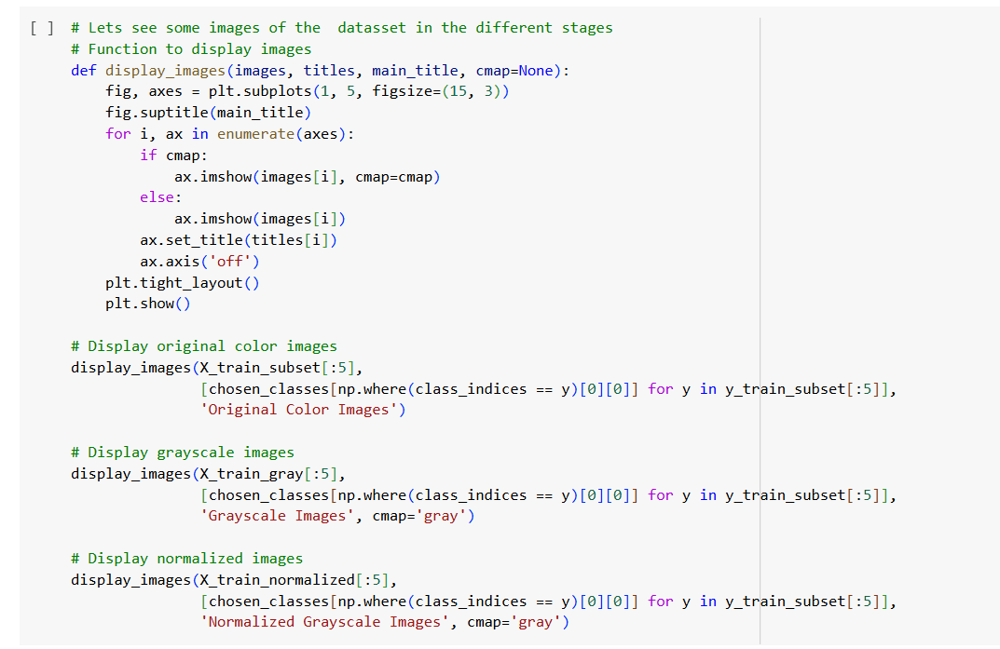 [ ] # Lets see some images of the  datasset in the different stages
# Function to display images
def display_images(images, titles, main_title, cmap=None):
    fig, axes = plt.subplots(1, 5, figsize=(15, 3))
    fig.suptitle(main_title)
    for i, ax in enumerate(axes):
        if cmap:
            ax.imshow(images[i], cmap=cmap)
        else:
            ax.imshow(images[i])
        ax.set_title(titles[i])
        ax.axis('off')
    plt.tight_layout()
    plt.show()

# Display original color images
display_images(X_train_subset[:5],
               [chosen_classes[np.where(class_indices == y)[0][0]] for y in y_train_subset[:5]],
               'Original Color Images')

# Display grayscale images
display_images(X_train_gray[:5],
               [chosen_classes[np.where(class_indices == y)[0][0]] for y in y_train_subset[:5]],
               'Grayscale Images', cmap='gray')

# Display normalized images
display_images(X_train_normalized[:5],
               [chosen_classes[np.where(class_indices == y)[0][0]] for y in y_train_subset[:5]],
               'Normalized Grayscale Images', cmap='gray')